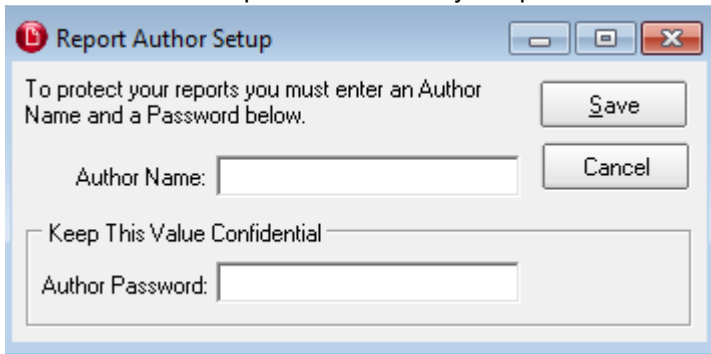 Report Author Setup
To protect your reports you must enter an Author
Name and a Password below.
Save
Author Name:
Cancel
Keep This Value Confidential
Author Password: